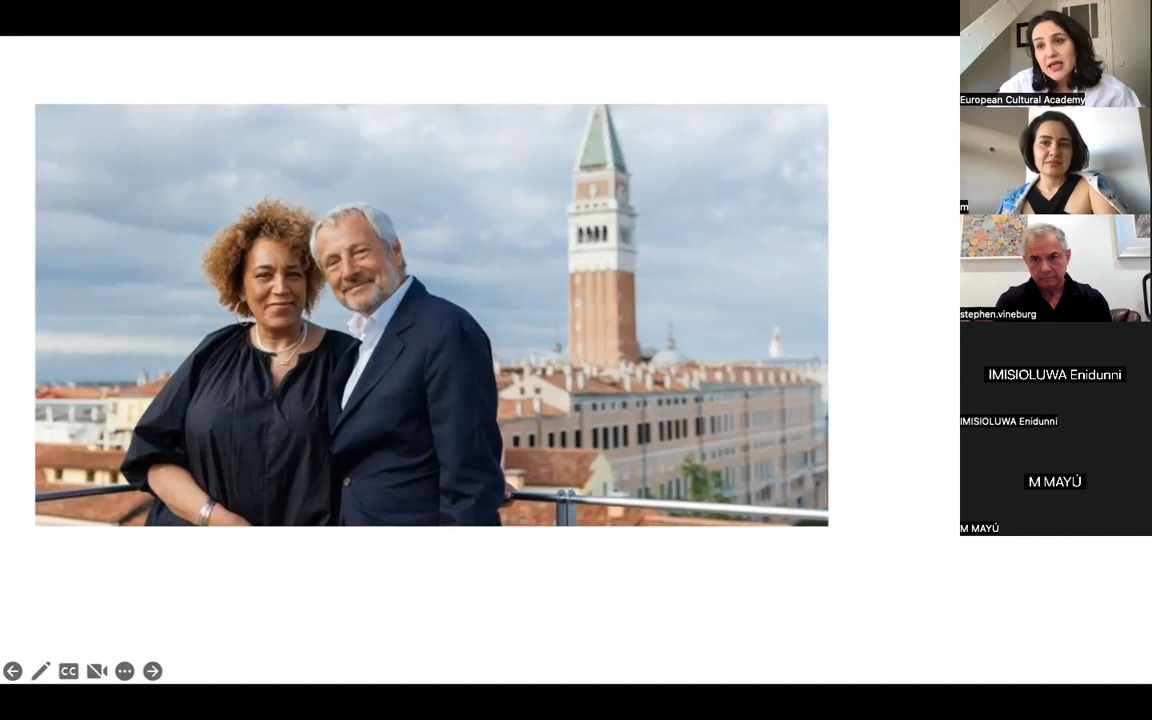 European Cultural Academy
m
stephen.vineburg
IMISIOLUWA Enidunni
IMISIOLUWA Enidunni
M MAYÚ
M MAYÚ
CC